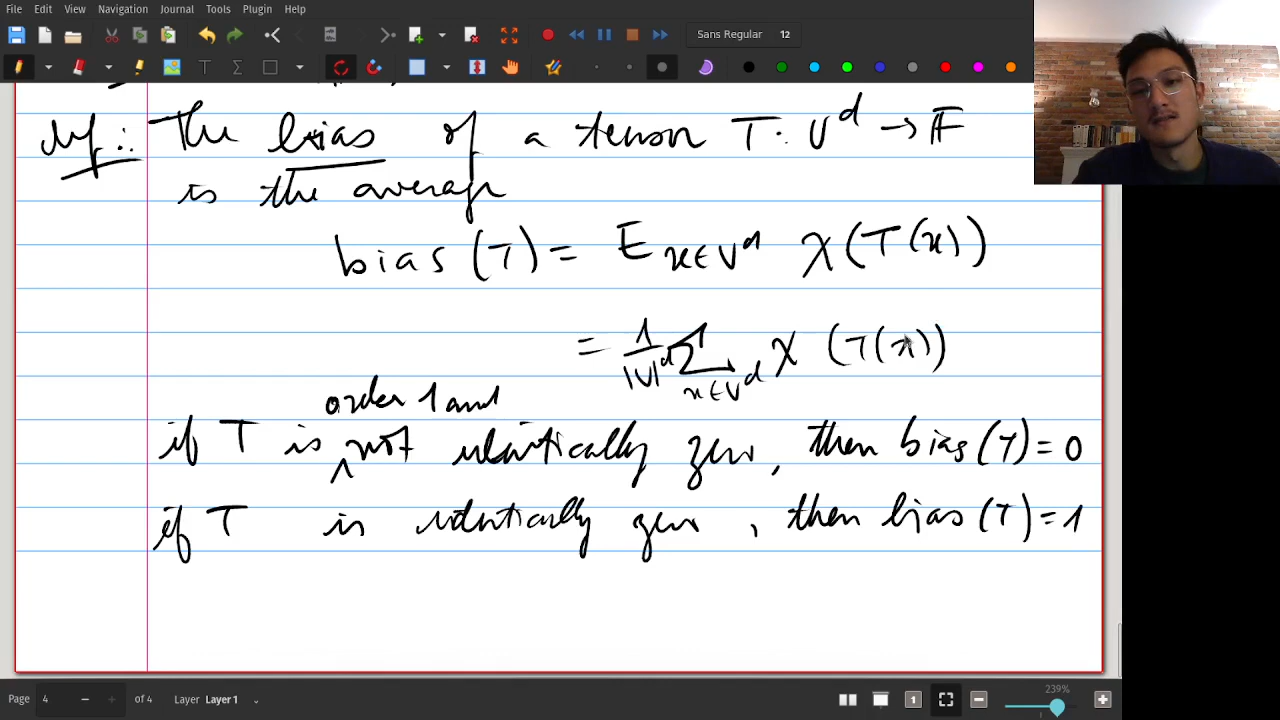 File Edit View Navigation Journal Tools Plugin Help
Sans Regular 12
Def: The bias of a tensor T: V^d → F
is the average
bias (T) = E_{x∈V^d} χ(T(x))
= 1/|V|^d Σ_{x∈V^d} χ (T(x))
order 1 and
if T is ^ not identically zero, then bias(T) = 0
if T is identically zero, then bias(T) = 1
Page 4 of 4 Layer Layer 1 239%